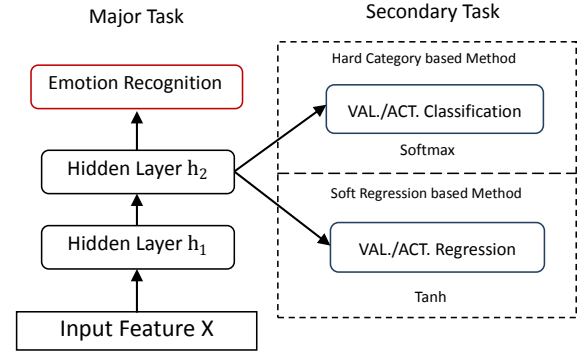 Major Task
Secondary Task
Emotion Recognition
Hidden Layer h₂
Hidden Layer h₁
Input Feature X
Hard Category based Method
VAL./ACT. Classification
Softmax
Soft Regression based Method
VAL./ACT. Regression
Tanh